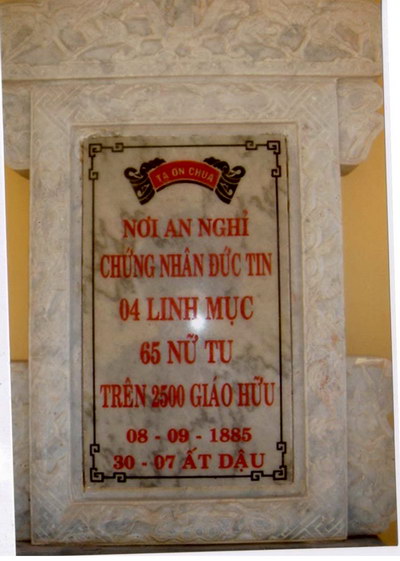 TẠ ƠN CHÚA
NƠI AN NGHỈ
CHỨNG NHÂN ĐỨC TIN
04 LINH MỤC
65 NỮ TU
TRÊN 2500 GIÁO HỮU
08 - 09 - 1885
30 - 07 ẤT DẬU